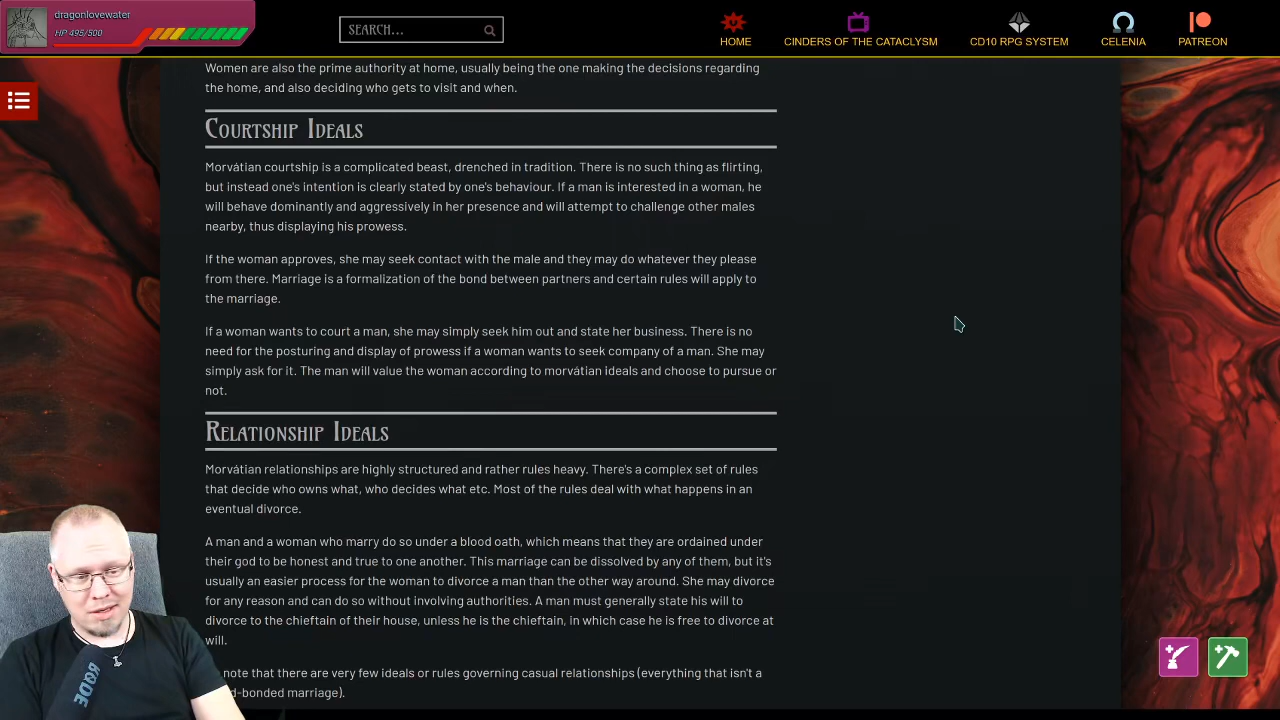 dragonlovewater
HP 495/500
SEARCH...
HOME
CINDERS OF THE CATACLYSM
CD10 RPG SYSTEM
CELENIA
PATREON
Women are also the prime authority at home, usually being the one making the decisions regarding
the home, and also deciding who gets to visit and when.
Courtship Ideals
Morvátian courtship is a complicated beast, drenched in tradition. There is no such thing as flirting,
but instead one's intention is clearly stated by one's behaviour. If a man is interested in a woman, he
will behave dominantly and aggressively in her presence and will attempt to challenge other males
nearby, thus displaying his prowess.
If the woman approves, she may seek contact with the male and they may do whatever they please
from there. Marriage is a formalization of the bond between partners and certain rules will apply to
the marriage.
If a woman wants to court a man, she may simply seek him out and state her business. There is no
need for the posturing and display of prowess if a woman wants to seek company of a man. She may
simply ask for it. The man will value the woman according to morvátian ideals and choose to pursue or
not.
Relationship Ideals
Morvátian relationships are highly structured and rather rules heavy. There's a complex set of rules
that decide who owns what, who decides what etc. Most of the rules deal with what happens in an
eventual divorce.
A man and a woman who marry do so under a blood oath, which means that they are ordained under
their god to be honest and true to one another. This marriage can be dissolved by any of them, but it's
usually an easier process for the woman to divorce a man than the other way around. She may divorce
for any reason and can do so without involving authorities. A man must generally state his will to
divorce to the chieftain of their house, unless he is the chieftain, in which case he is free to divorce at
will.
note that there are very few ideals or rules governing casual relationships (everything that isn't a
d-bonded marriage).
RØDE